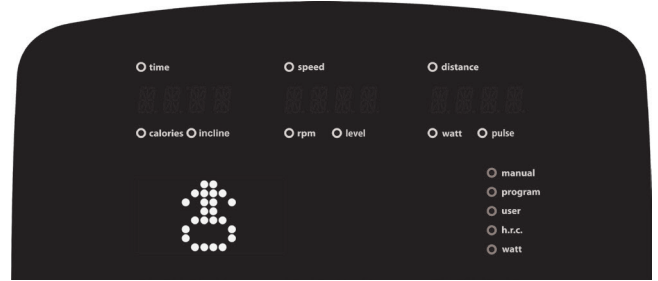 time speed distance
calories incline rpm level watt pulse
manual
program
user
h.r.c.
watt